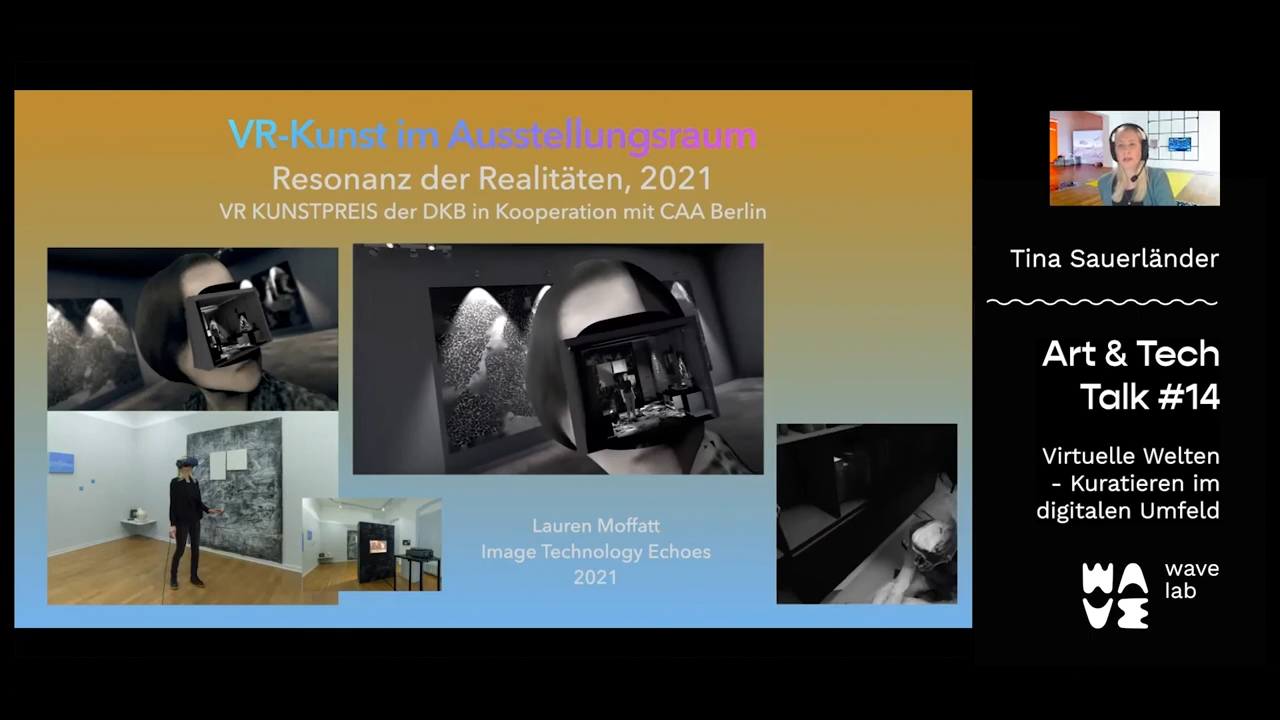 VR-Kunst im Ausstellungsraum
Resonanz der Realitäten, 2021
VR KUNSTPREIS der DKB in Kooperation mit CAA Berlin
Lauren Moffatt
Image Technology Echoes
2021
Tina Sauerländer
Art & Tech
Talk #14
Virtuelle Welten
- Kuratieren im
digitalen Umfeld
WAVE
wave
lab